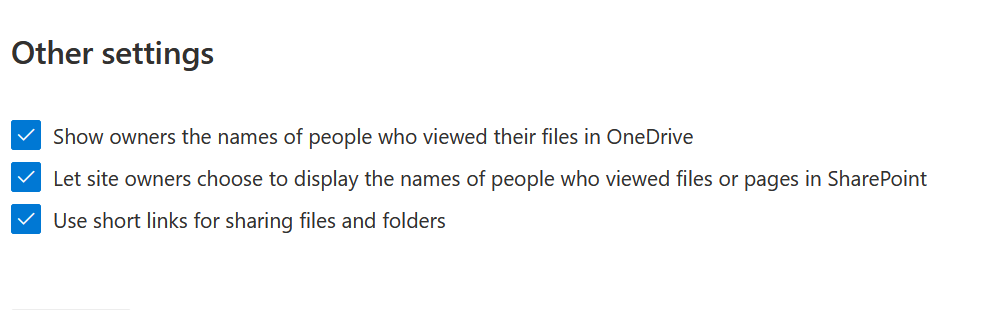 Other settings
Show owners the names of people who viewed their files in OneDrive
Let site owners choose to display the names of people who viewed files or pages in SharePoint
Use short links for sharing files and folders